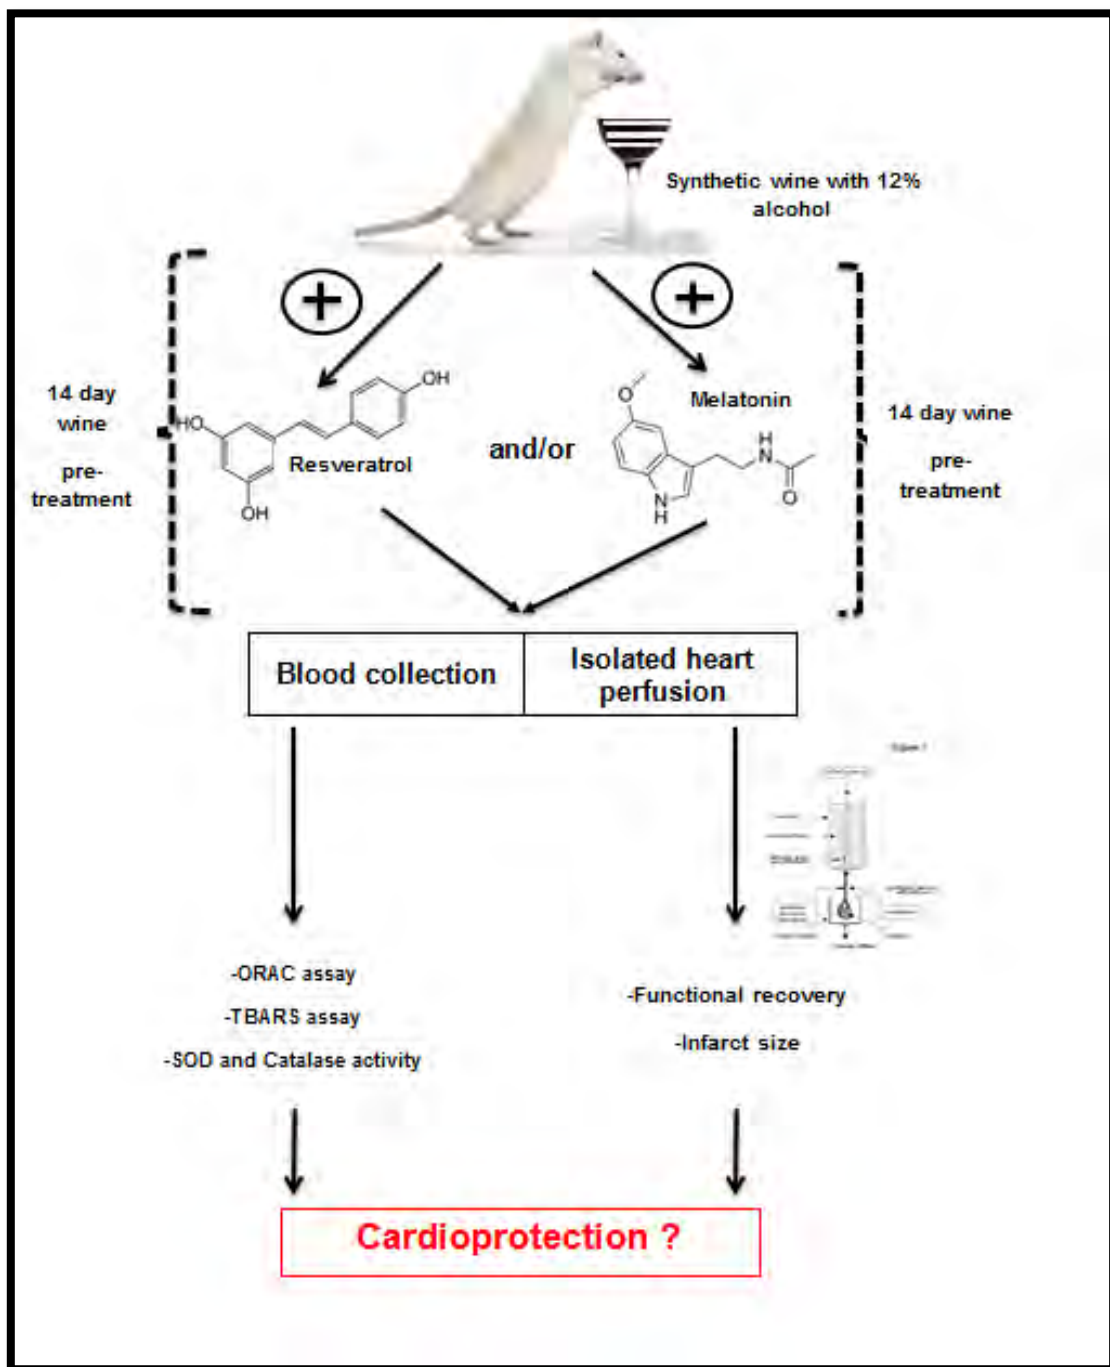 Synthetic wine with 12%
alcohol
+
+
14 day
wine
pre-
treatment
HO
OH
OH
Resveratrol
and/or
Melatonin
O
H
N
O
N
H
14 day wine
pre-
treatment
Blood collection
Isolated heart
perfusion
-ORAC assay
-TBARS assay
-SOD and Catalase activity
-Functional recovery
-Infarct size
Cardioprotection ?